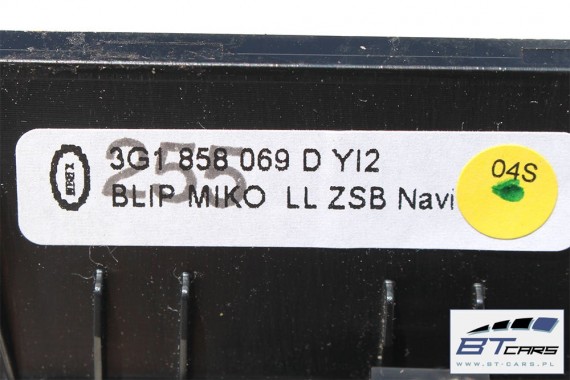 3G1 858 069 D YI2
255
BLIP MIKO LL ZSB Navi
04S
BT CARS
WWW.BT-CARS.PL